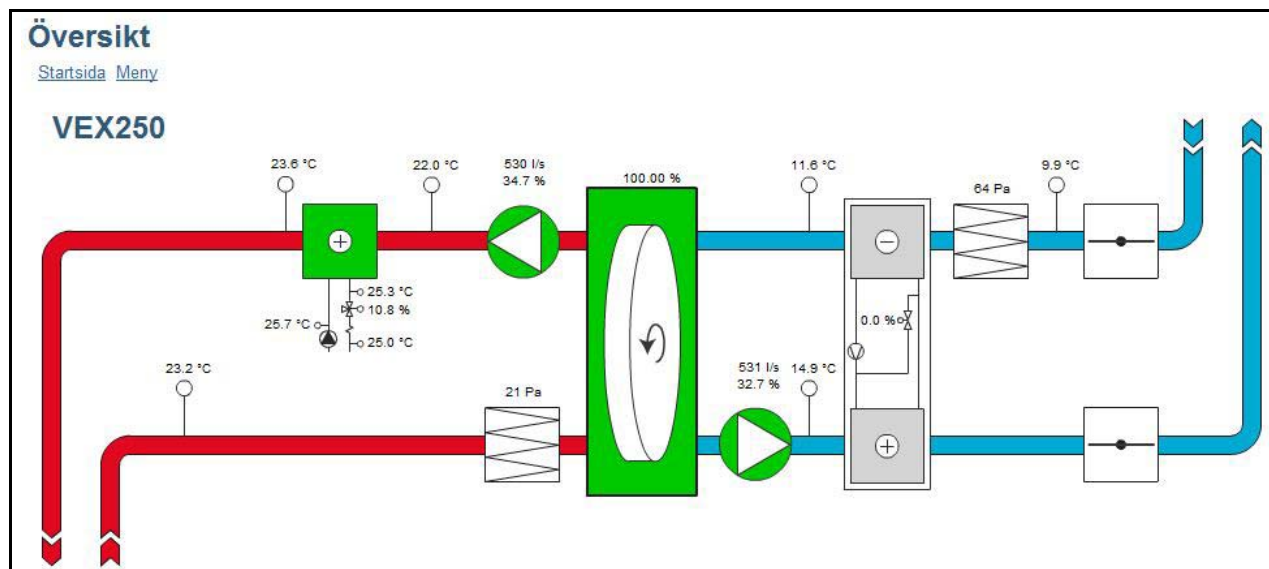 Översikt
Startsida Meny
VEX250
23.6 °C
22.0 °C
530 l/s
34.7 %
100.00 %
11.6 °C
64 Pa
9.9 °C
25.3 °C
10.8 %
25.7 °C
25.0 °C
0.0 %
23.2 °C
21 Pa
531 l/s
32.7 %
14.9 °C